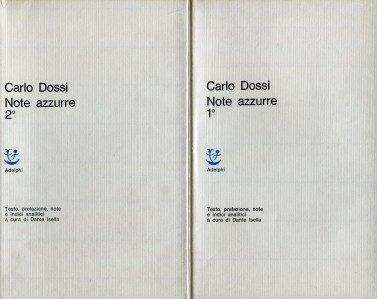 Carlo Dossi
Note azzurre
2°
Adelphi
Testo, prefazione, note
e indici analitici
a cura di Dante Isella
Carlo Dossi
Note azzurre
1°
Adelphi
Testo, prefazione, note
e indici analitici
a cura di Dante Isella